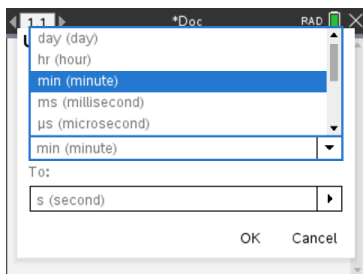 1.1 *Doc RAD
day (day)
hr (hour)
min (minute)
ms (millisecond)
µs (microsecond)
min (minute)
To:
s (second)
OK Cancel